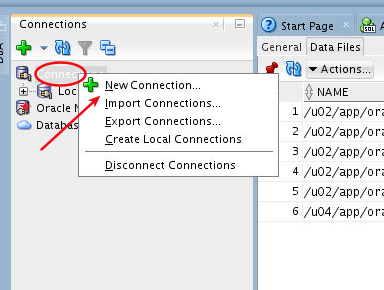 Connections
Start Page
General
Data Files
Actions...
NAME
New Connection...
Import Connections...
Export Connections...
Create Local Connections
Disconnect Connections
Loc
Oracle N
Databas
1 /u02/app/ora
2 /u02/app/ora
3 /u02/app/ora
4 /u02/app/ora
5 /u02/app/ora
6 /u04/app/ora
DBA